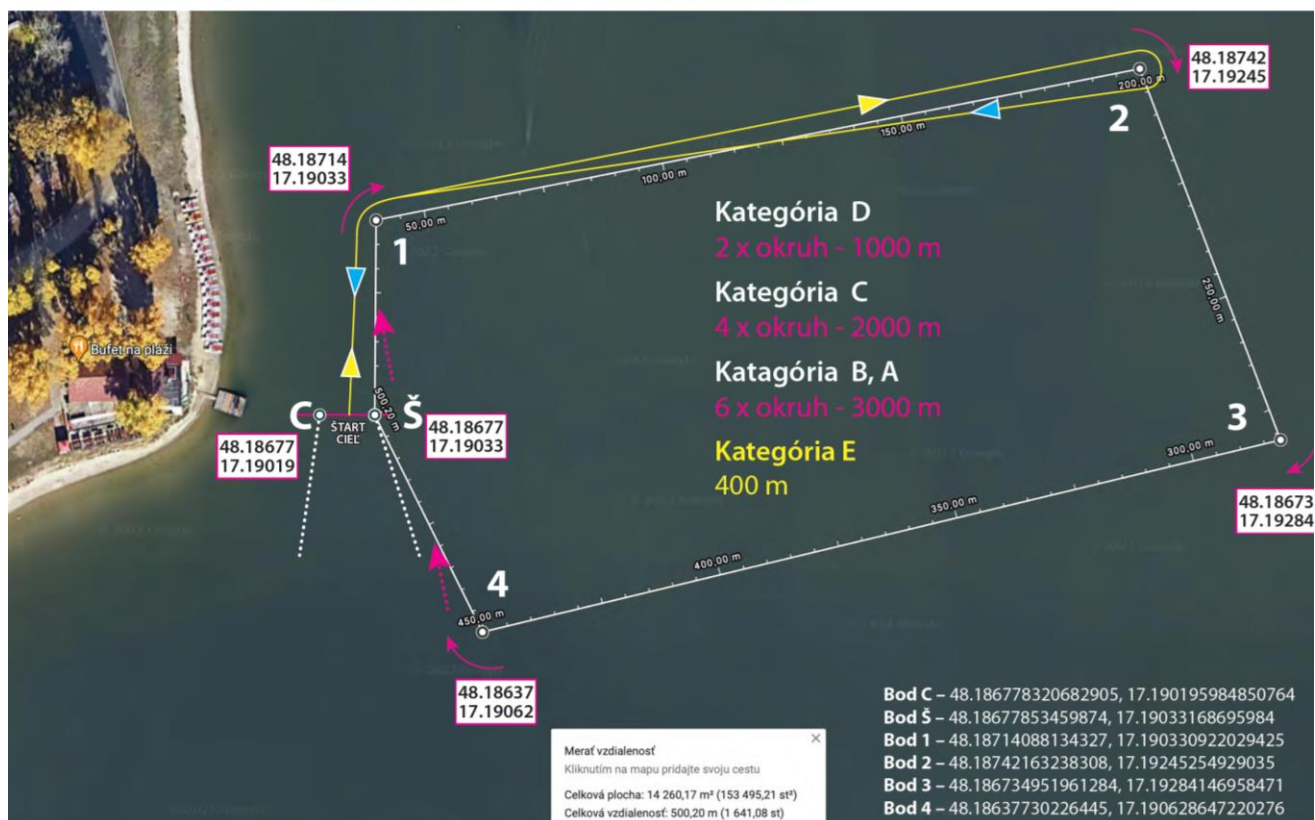 48.18742
17.19245
200,00 m
2
150,00 m
48.18714
17.19033
100,00 m
50,00 m
1
Kategória D
2 x okruh - 1000 m
Kategória C
4 x okruh - 2000 m
Katagória B, A
6 x okruh - 3000 m
Kategória E
400 m
250,00 m
Bufet na pláži
C
ŠTART
CIEĽ
500,20 m
Š
48.18677
17.19019
48.18677
17.19033
3
300,00 m
48.18673
17.19284
350,00 m
400,00 m
4
450,00 m
48.18637
17.19062
Merať vzdialenosť
Kliknutím na mapu pridajte svoju cestu
Celková plocha: 14 260,17 m² (153 495,21 st²)
Celková vzdialenosť: 500,20 m (1 641,08 st)
Bod C – 48.186778320682905, 17.190195984850764
Bod Š – 48.18677853459874, 17.19033168695984
Bod 1 – 48.18714088134327, 17.190330922029425
Bod 2 – 48.18742163238308, 17.19245254929035
Bod 3 – 48.186734951961284, 17.19284146958471
Bod 4 – 48.18637730226445, 17.190628647220276